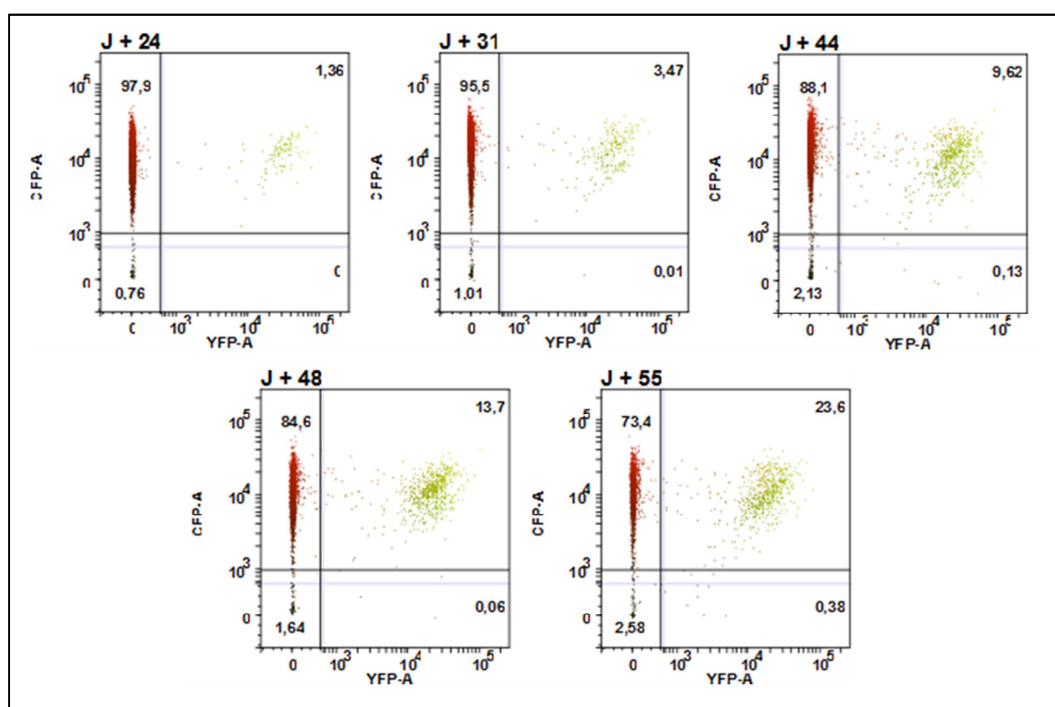 J + 24
J + 31
J + 44
97,9
1,36
95,5
3,47
88,1
9,62
10⁵
10⁵
10⁵
CFP-A
CFP-A
CFP-A
10⁴
10⁴
10⁴
10³
10³
10³
0
0
0
0
0,01
0,13
0,76
1,01
2,13
0 10³ 10⁴ 10⁵
0 10³ 10⁴ 10⁵
0 10³ 10⁴ 10⁵
YFP-A
YFP-A
YFP-A
J + 48
J + 55
84,6
13,7
73,4
23,6
10⁵
10⁵
CFP-A
CFP-A
10⁴
10⁴
10³
10³
0
0
0,06
0,38
1,64
2,58
0 10³ 10⁴ 10⁵
0 10³ 10⁴ 10⁵
YFP-A
YFP-A